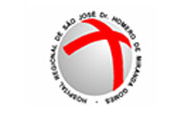 HOSPITAL REGIONAL DE SÃO JOSÉ Dr. HOMERO DE MIRANDA GOMES -